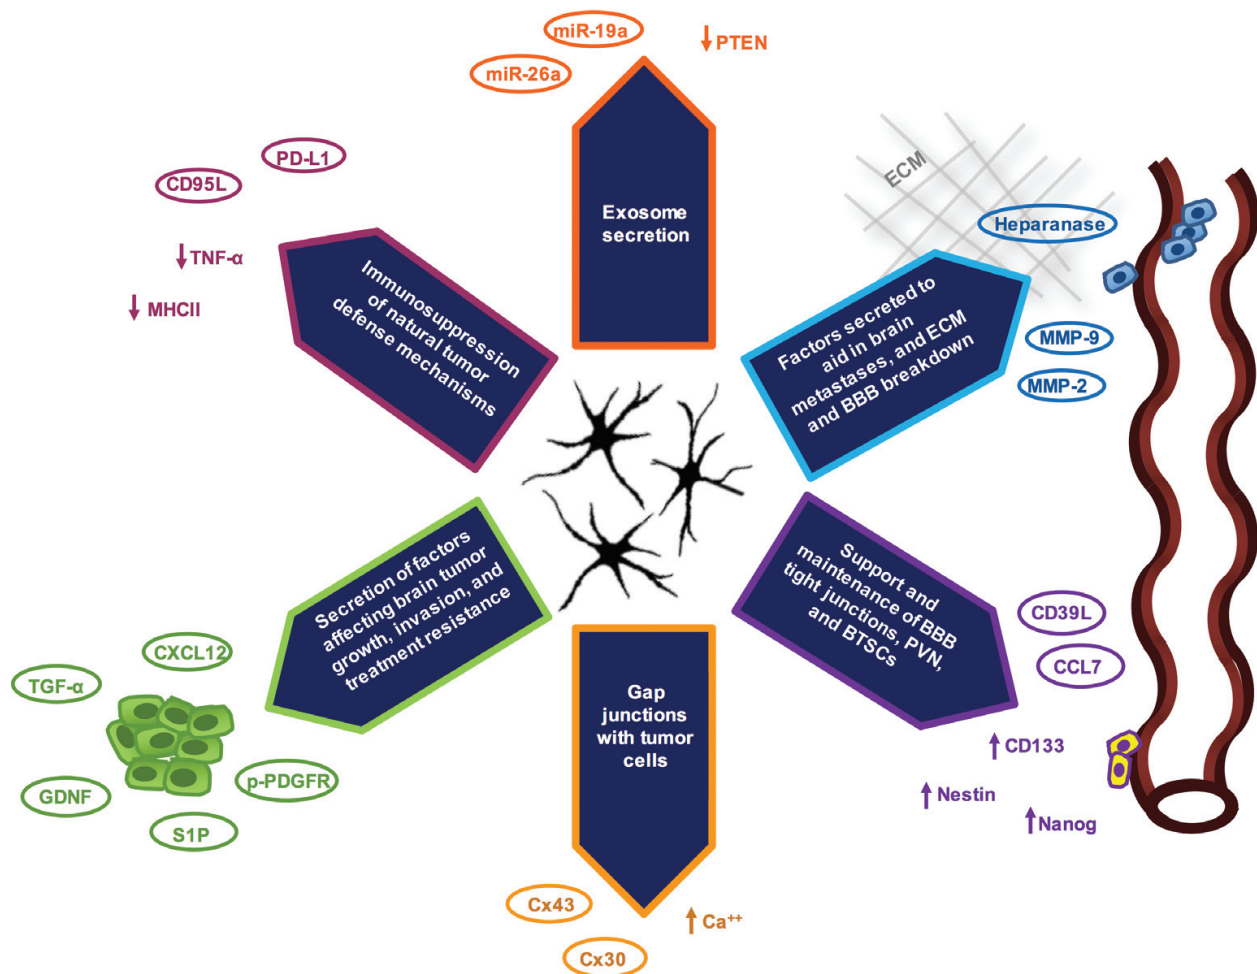 miR-19a
PTEN
miR-26a
Exosome
secretion
PD-L1
CD95L
TNF-α
MHCII
Immunosuppression
of natural tumor
defense mechanisms
ECM
Heparanase
MMP-9
MMP-2
Factors secreted to
aid in brain
metastases, and ECM
and BBB breakdown
Support and
maintenance of BBB
tight junctions, PVN,
and BTSCs
CD39L
CCL7
CD133
Nestin
Nanog
Gap
junctions
with tumor
cells
Cx43
Ca⁺⁺
Cx30
Secretion of factors
affecting brain tumor
growth, invasion, and
treatment resistance
CXCL12
TGF-α
GDNF
p-PDGFR
S1P